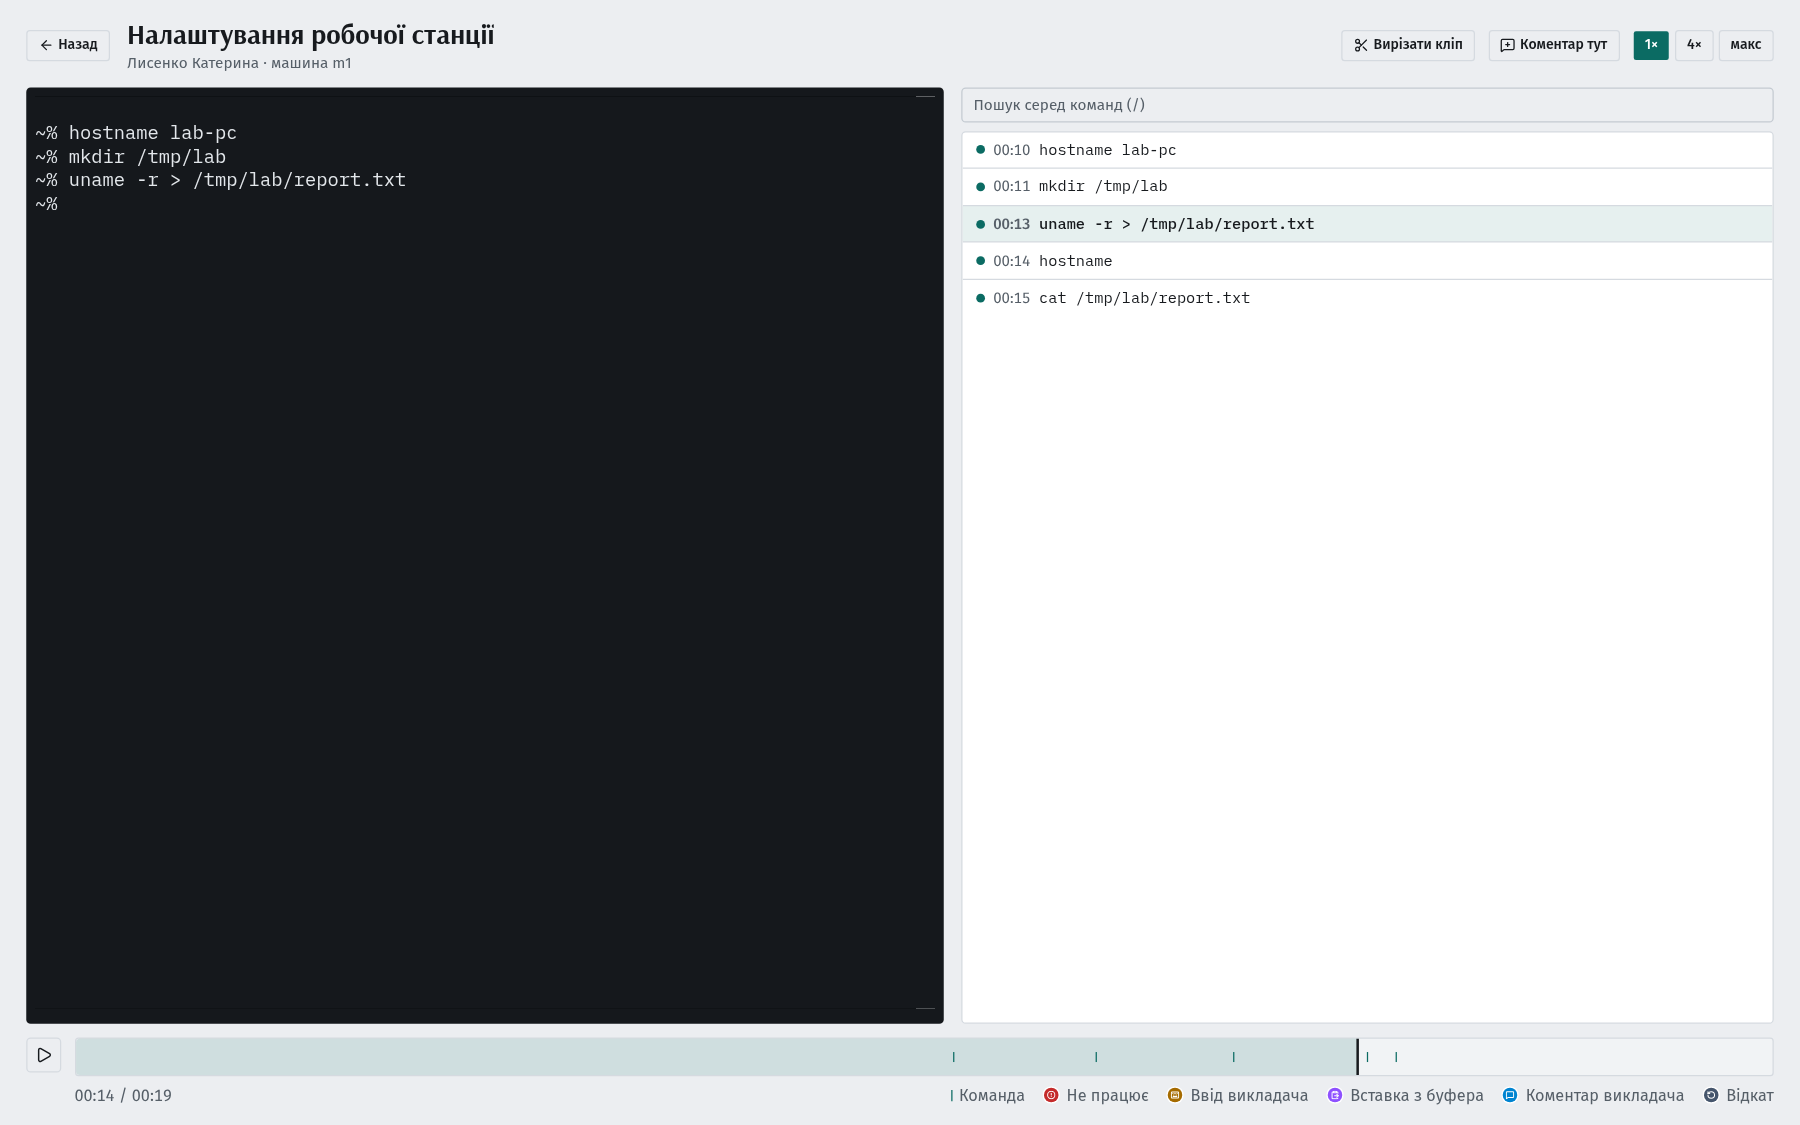 Назад
Налаштування робочої станції
Лисенко Катерина · машина m1
Вирізати кліп
Коментар тут
1×
4×
макс
~% hostname lab-pc
~% mkdir /tmp/lab
~% uname -r > /tmp/lab/report.txt
~%
Пошук серед команд (/)
00:10 hostname lab-pc
00:11 mkdir /tmp/lab
00:13 uname -r > /tmp/lab/report.txt
00:14 hostname
00:15 cat /tmp/lab/report.txt
00:14 / 00:19
Команда
Не працює
Ввід викладача
Вставка з буфера
Коментар викладача
Відкат